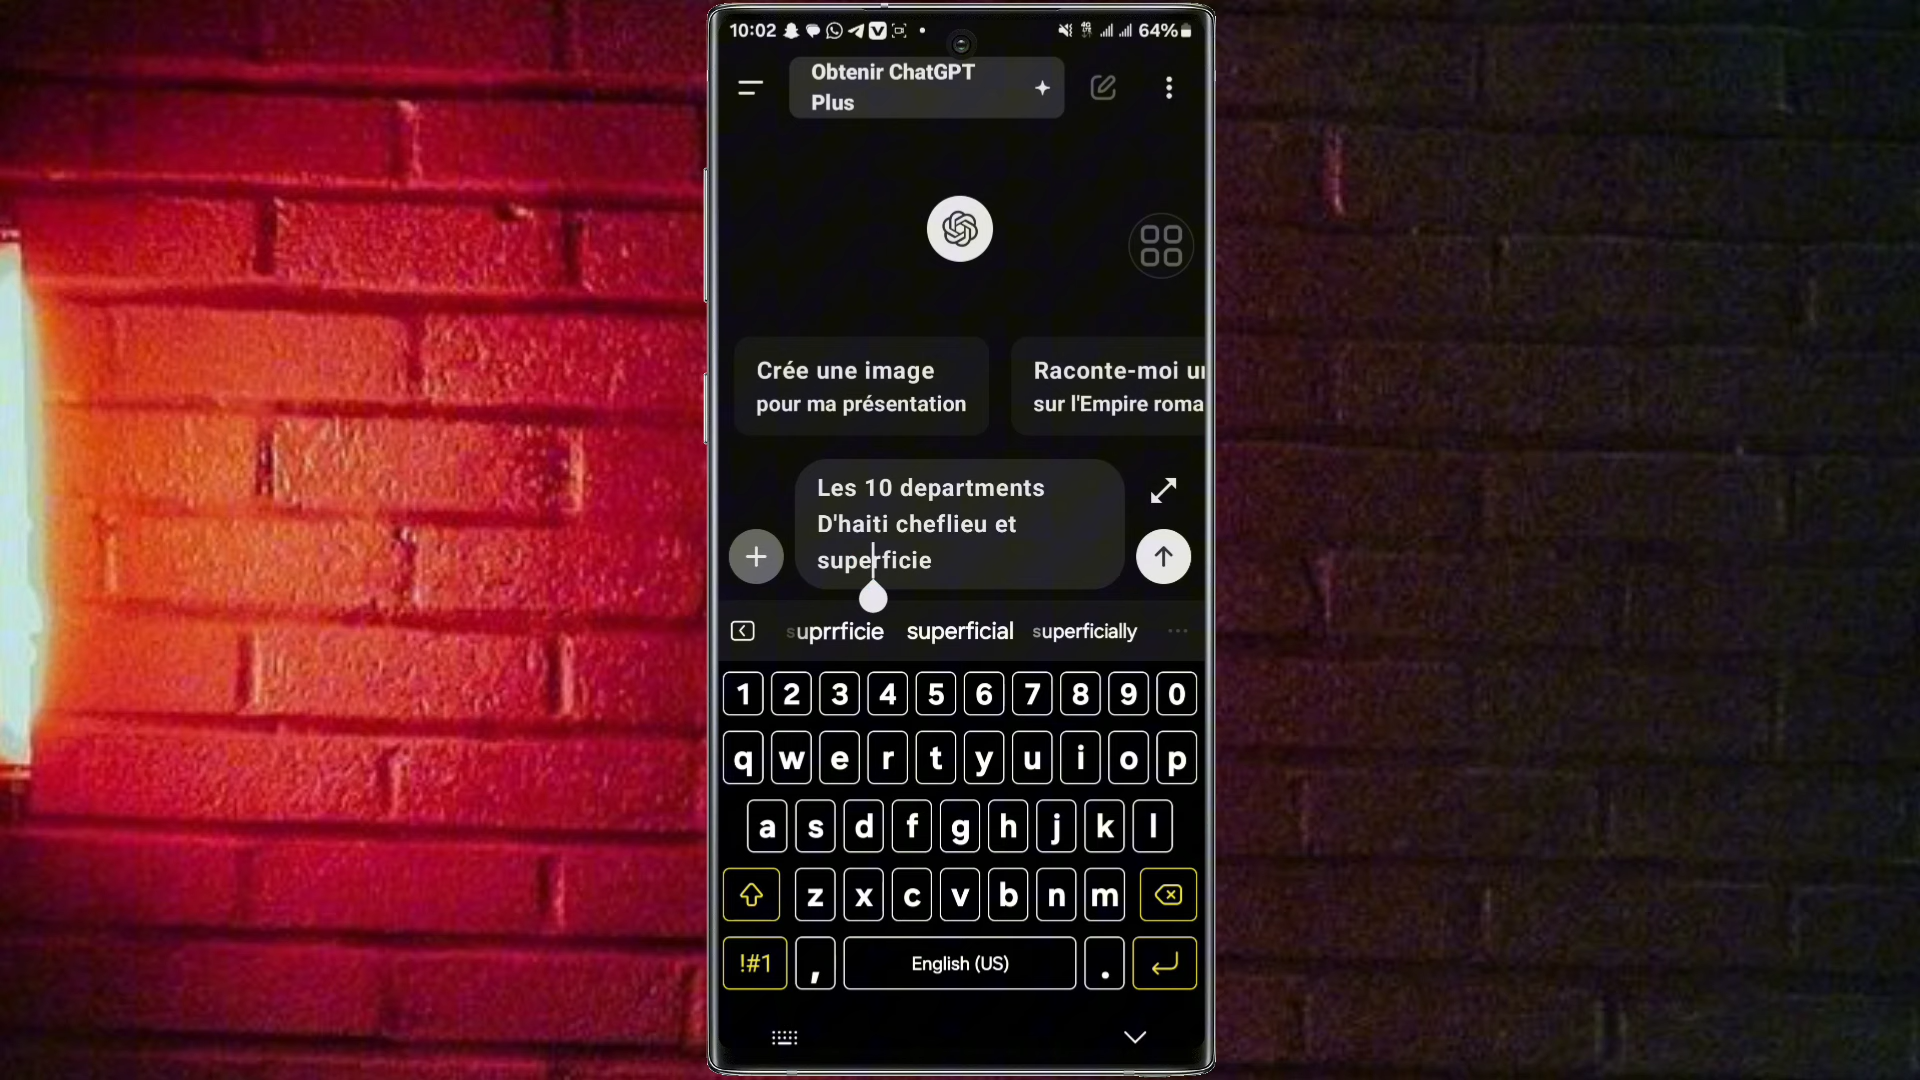 10:02 64%
Obtenir ChatGPT
Plus
Crée une image
pour ma présentation
Raconte-moi
sur l'Empire
Les 10 departments
D'haiti cheflieu et
superficie
suprrficie superficial superficially
1 2 3 4 5 6 7 8 9 0
q w e r t y u i o p
a s d f g h j k l
z x c v b n m
!#1 , English (US) .